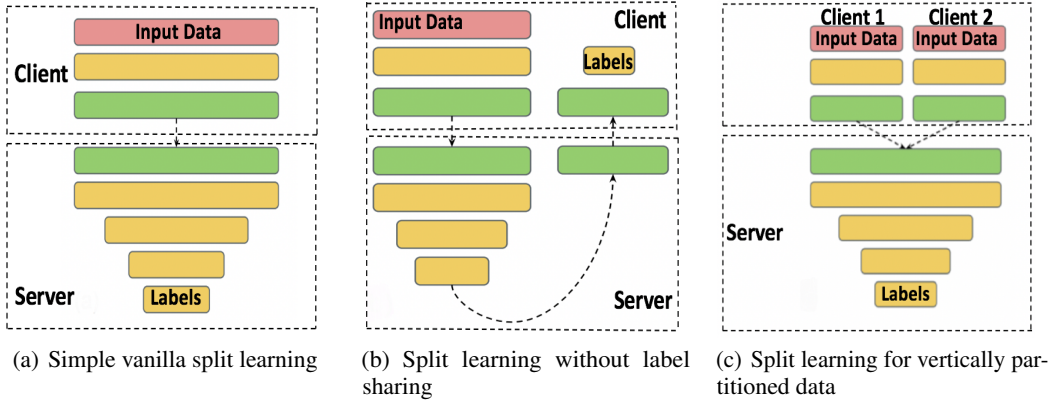 Input Data
Client
Server
Labels
(a) Simple vanilla split learning
Input Data
Client
Labels
Server
(b) Split learning without label
sharing
Client 1 Client 2
Input Data Input Data
Server
Labels
(c) Split learning for vertically par-
titioned data